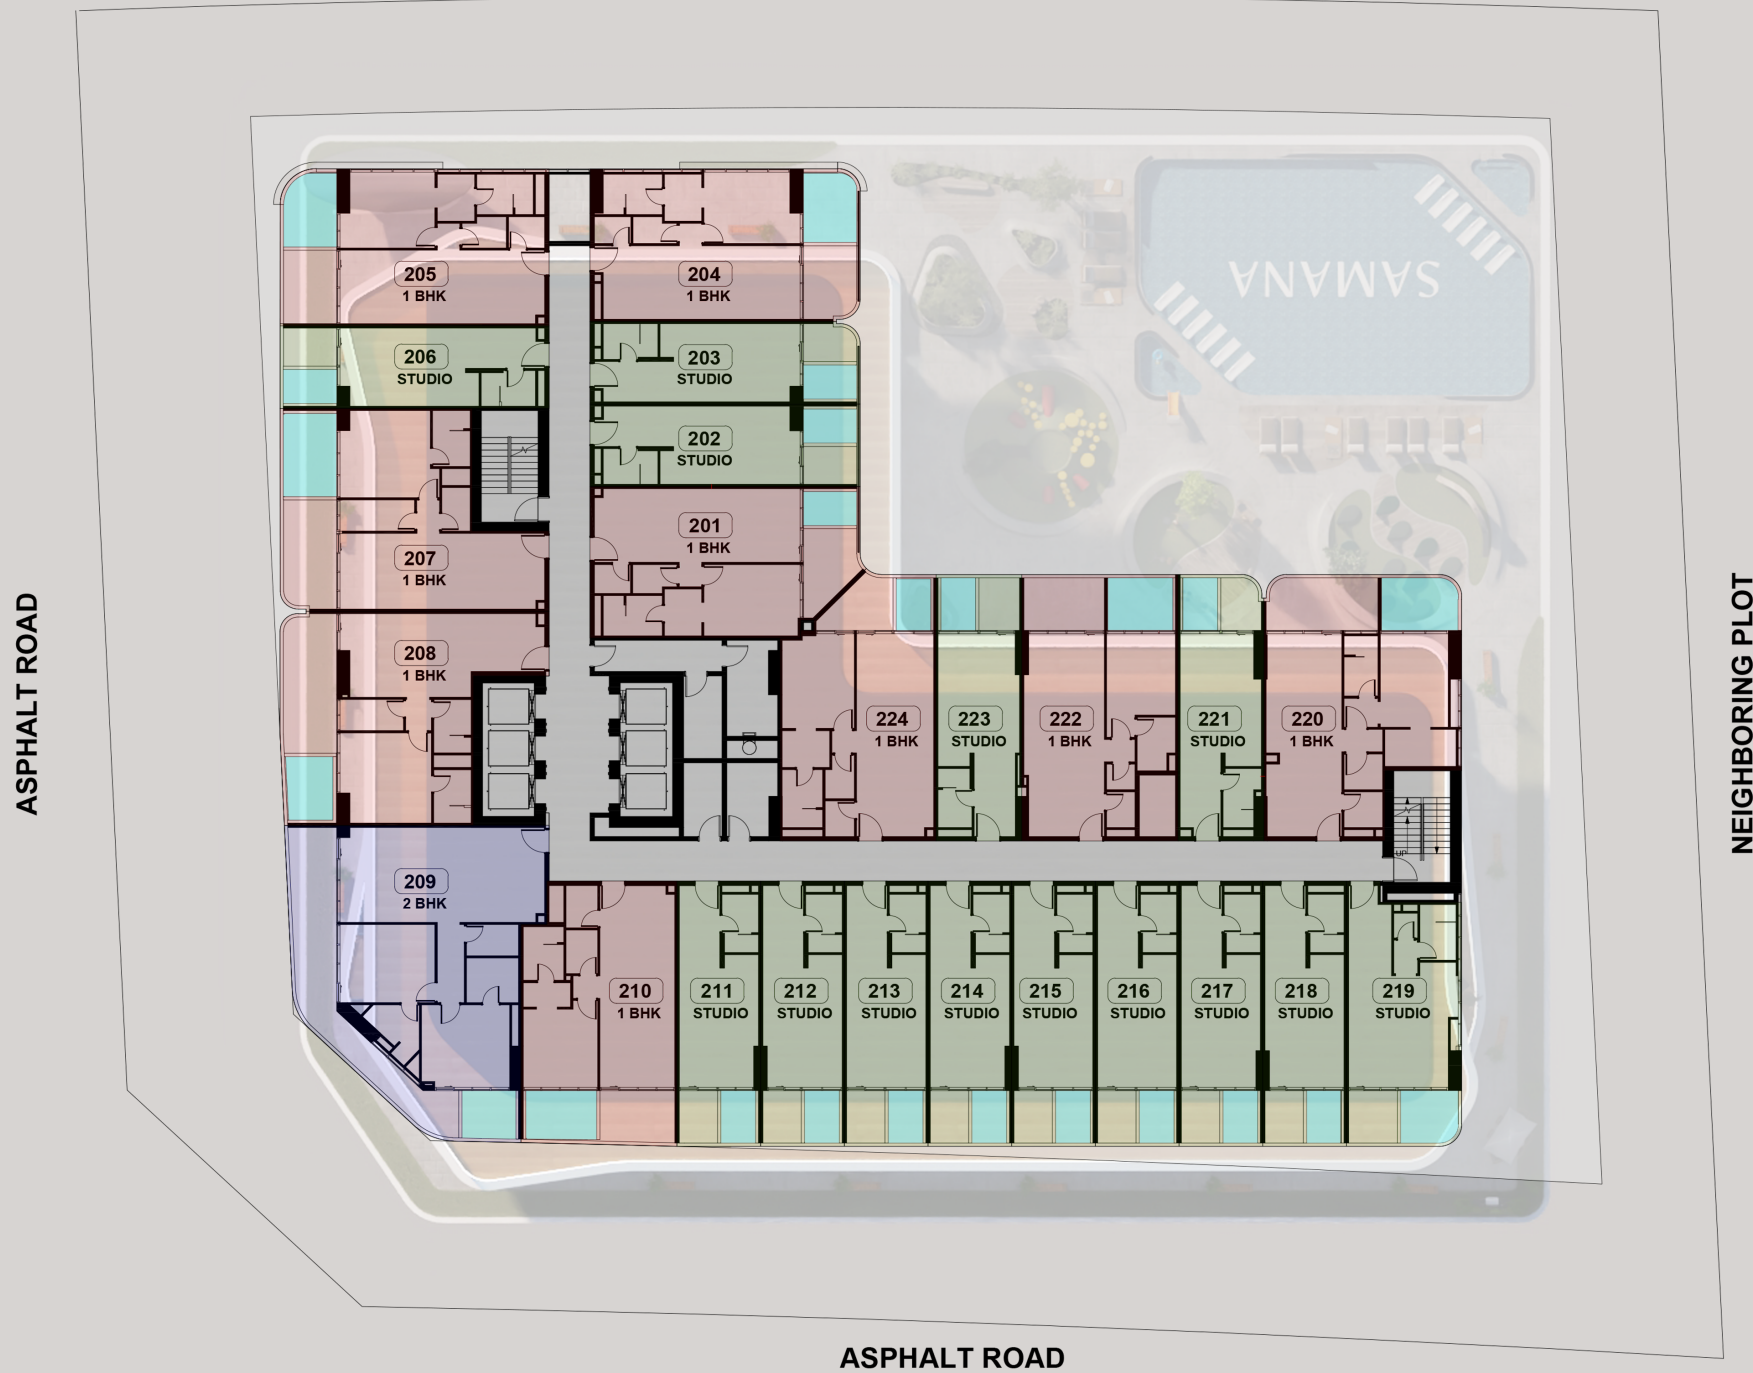 SAMANA
205
1 BHK
204
1 BHK
206
STUDIO
203
STUDIO
202
STUDIO
201
1 BHK
207
1 BHK
208
1 BHK
224
1 BHK
223
STUDIO
222
1 BHK
221
STUDIO
220
1 BHK
UP
209
2 BHK
210
1 BHK
211
STUDIO
212
STUDIO
213
STUDIO
214
STUDIO
215
STUDIO
216
STUDIO
217
STUDIO
218
STUDIO
219
STUDIO
ASPHALT ROAD
NEIGHBORING PLOT
ASPHALT ROAD